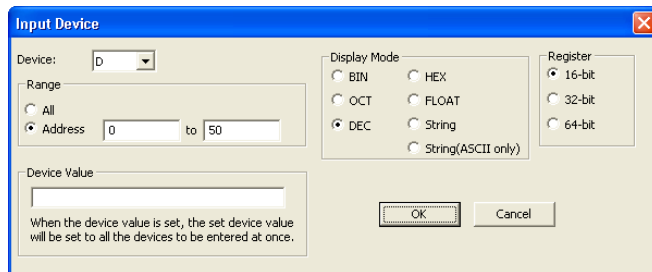 Input Device
Device: D
Range
All
Address 0 to 50
Display Mode
BIN HEX
OCT FLOAT
DEC String
String(ASCII only)
Register
16-bit
32-bit
64-bit
Device Value
When the device value is set, the set device value
will be set to all the devices to be entered at once.
OK Cancel